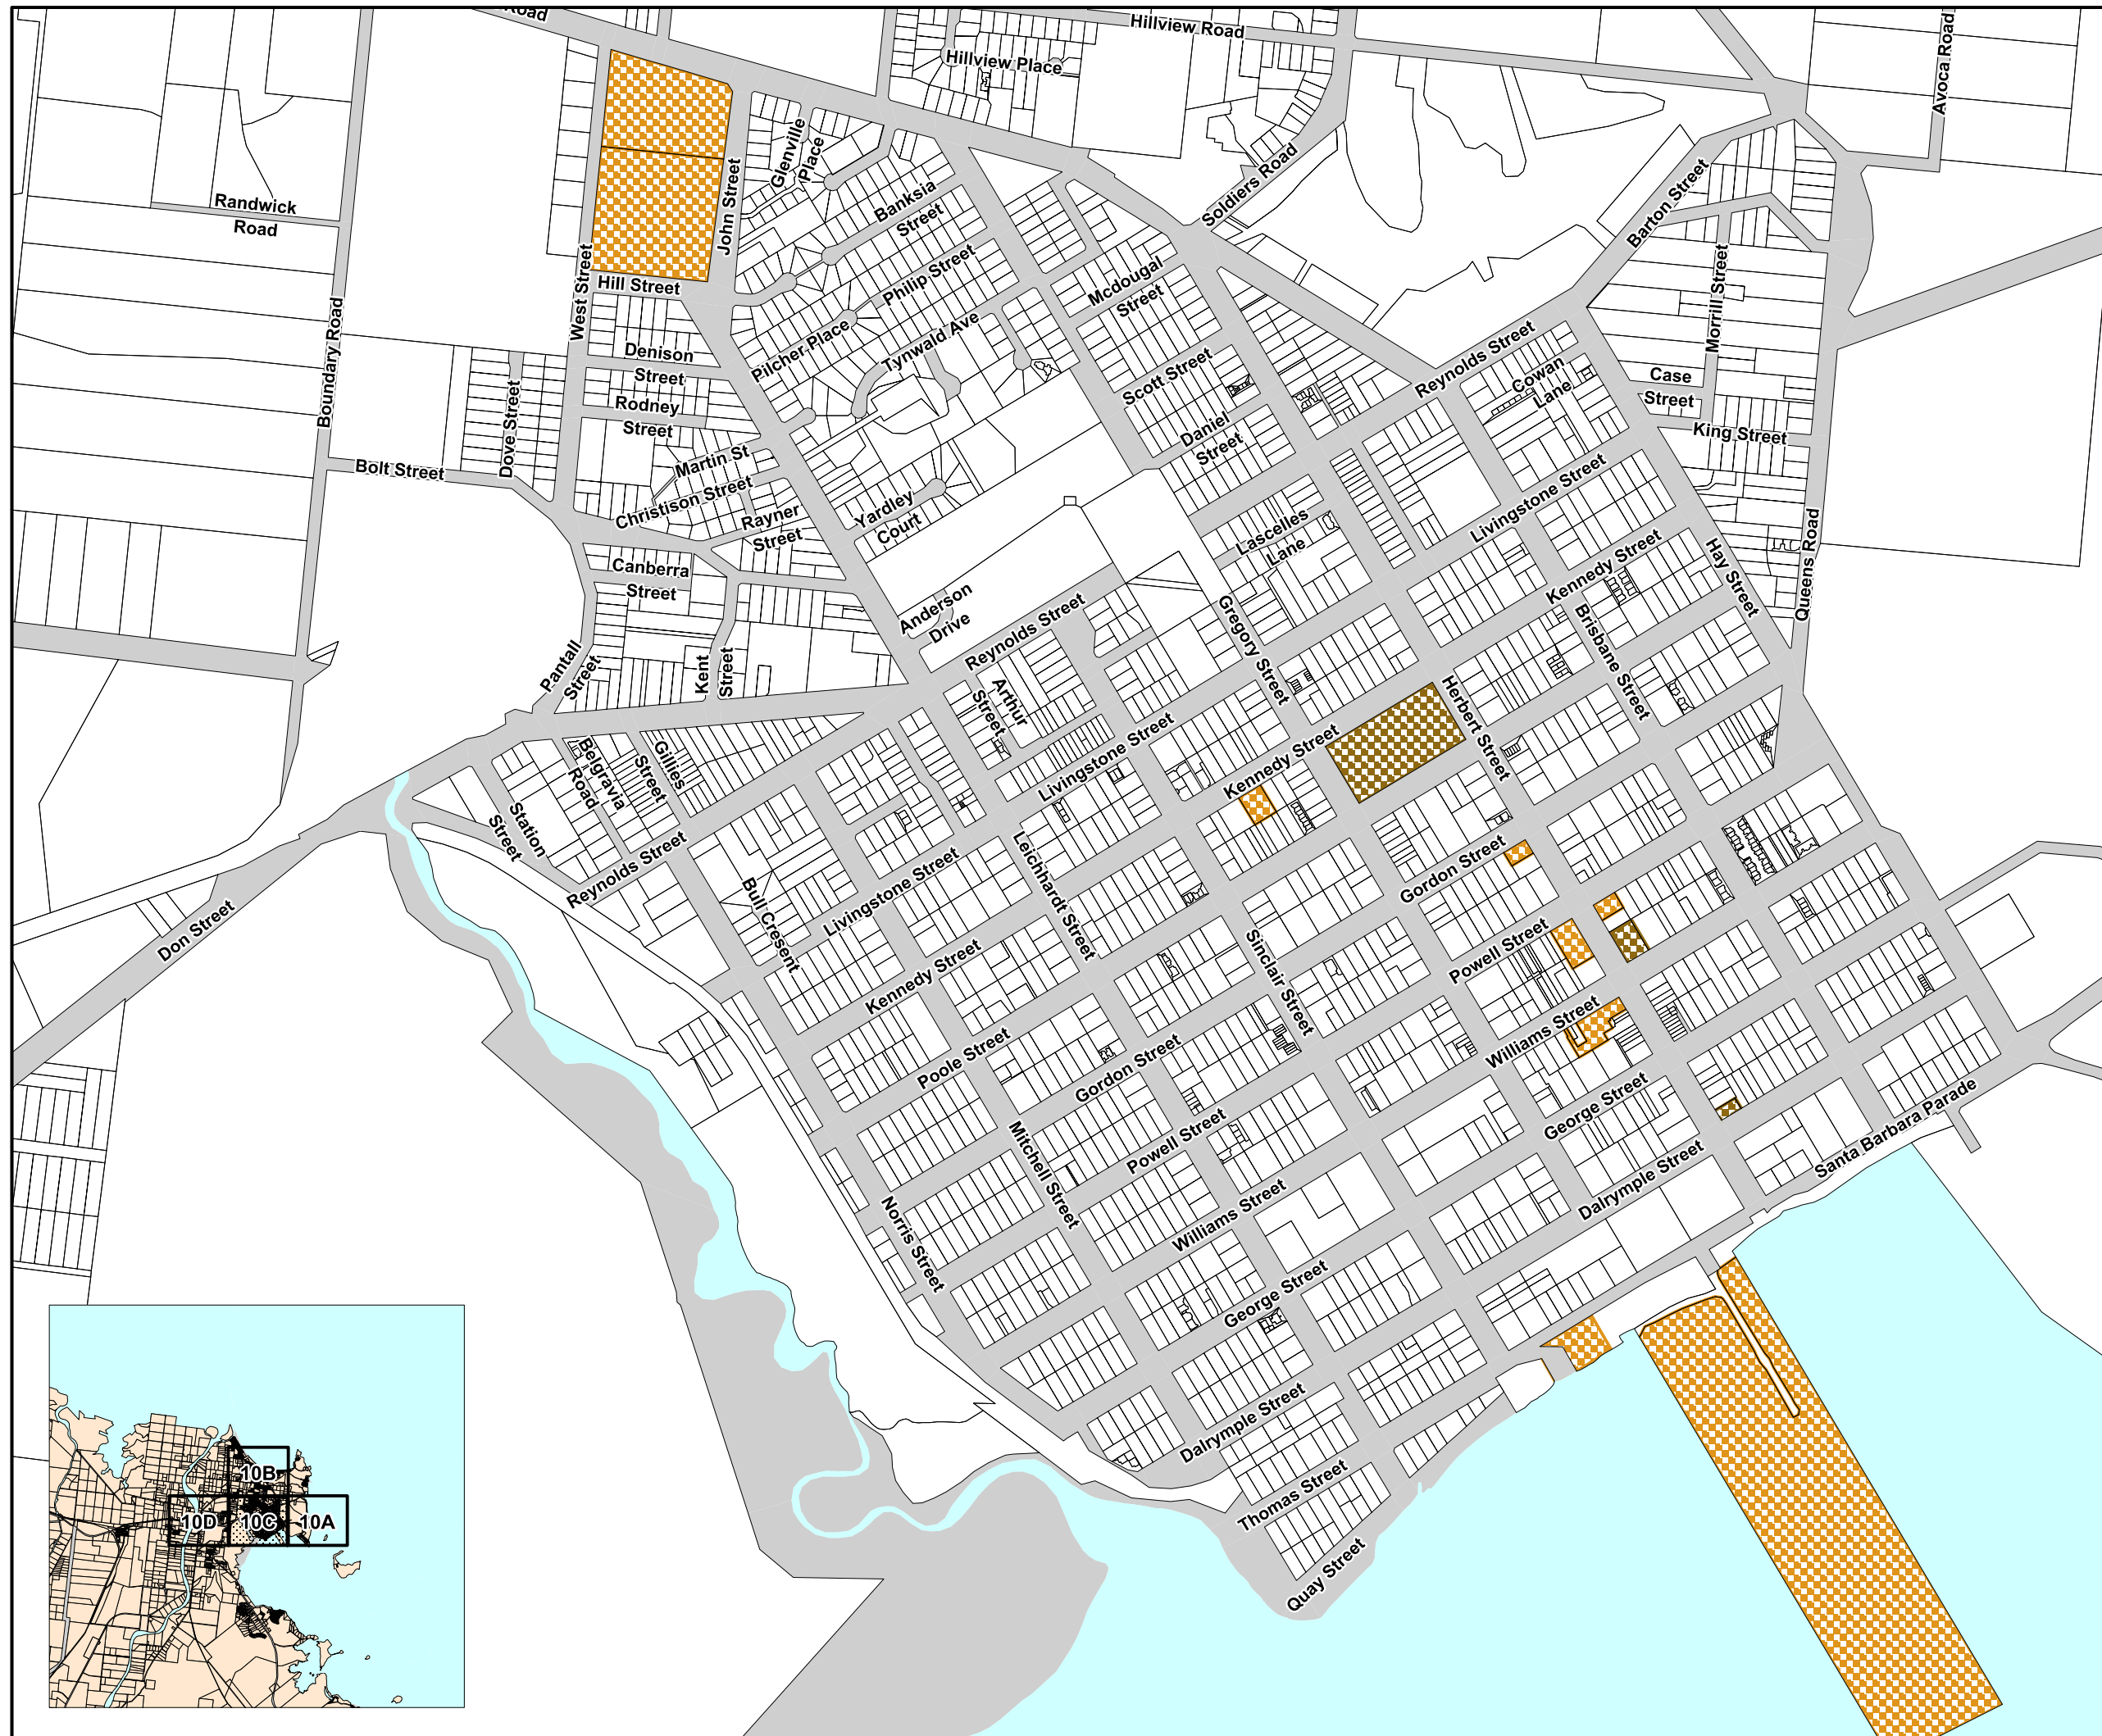 Road
Hillview Road
Hillview Place
Avoca Road
Glenville
Place
John Street
Banksia
Street
Soldiers Road
Barton Street
Randwick
Road
West Street
Hill Street
Philip Street
Mcdougal
Street
Morrill Street
Boundary Road
Denison
Street
Pilcher Place
Tynwald Ave
Scott Street
Reynolds Street
Cowan
Lane
Case
Street
Dove Street
Rodney
Street
Daniel
Street
King Street
Bolt Street
Martin St
Christison Street
Rayner
Street
Yardley
Court
Lascelles
Lane
Livingstone Street
Canberra
Street
Kennedy Street
Hay Street
Queens Road
Anderson
Drive
Reynolds Street
Gregory Street
Brisbane Street
Pantall
Street
Kent
Street
Arthur
Street
Herbert Street
Livingstone Street
Kennedy Street
Belgravia
Road
Gillies
Street
Station
Street
Reynolds Street
Bull Cresent
Livingstone Street
Leichhardt Street
Gordon Street
Don Street
Kennedy Street
Sinclair Street
Powell Street
Williams Street
Poole Street
Gordon Street
George Street
Santa Barbara Parade
Mitchell Street
Powell Street
Dalrymple Street
Norris Street
Williams Street
George Street
Dalrymple Street
Thomas Street
Quay Street
10B
10D
10C
10A